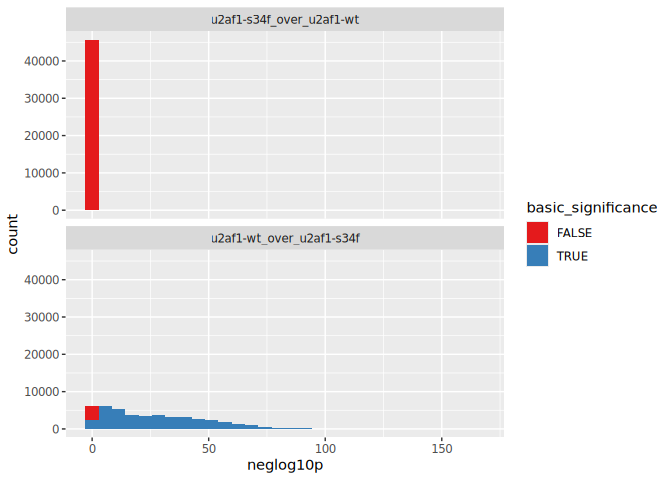 u2af1-s34f_over_u2af1-wt
40000
30000
20000
10000
0
u2af1-wt_over_u2af1-s34f
40000
30000
20000
10000
0
0 50 100 150
neglog10p
count
basic_significance
FALSE
TRUE